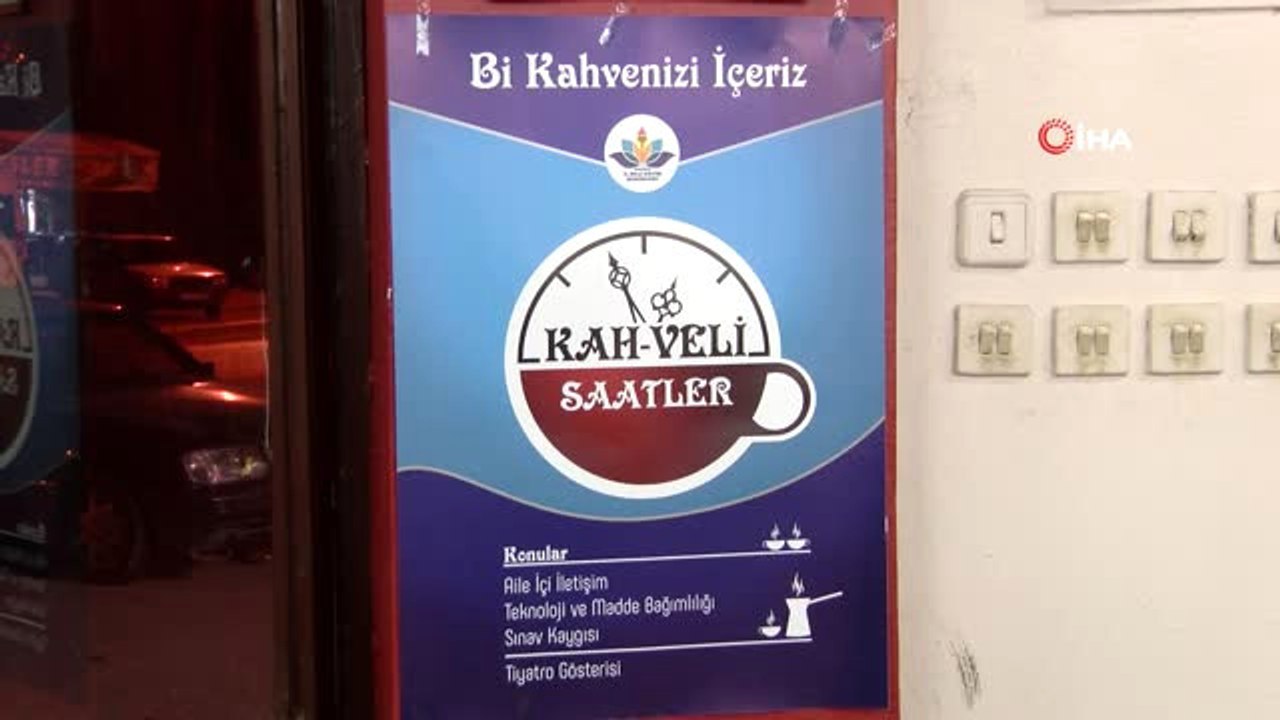 Bi Kahvenizi İçeriz
İHA
KAH-VELİ
SAATLER
Konular
Aile İçi İletişim
Teknoloji ve Madde Bağımlılığı
Sınav Kaygısı
Tiyatro Gösterisi